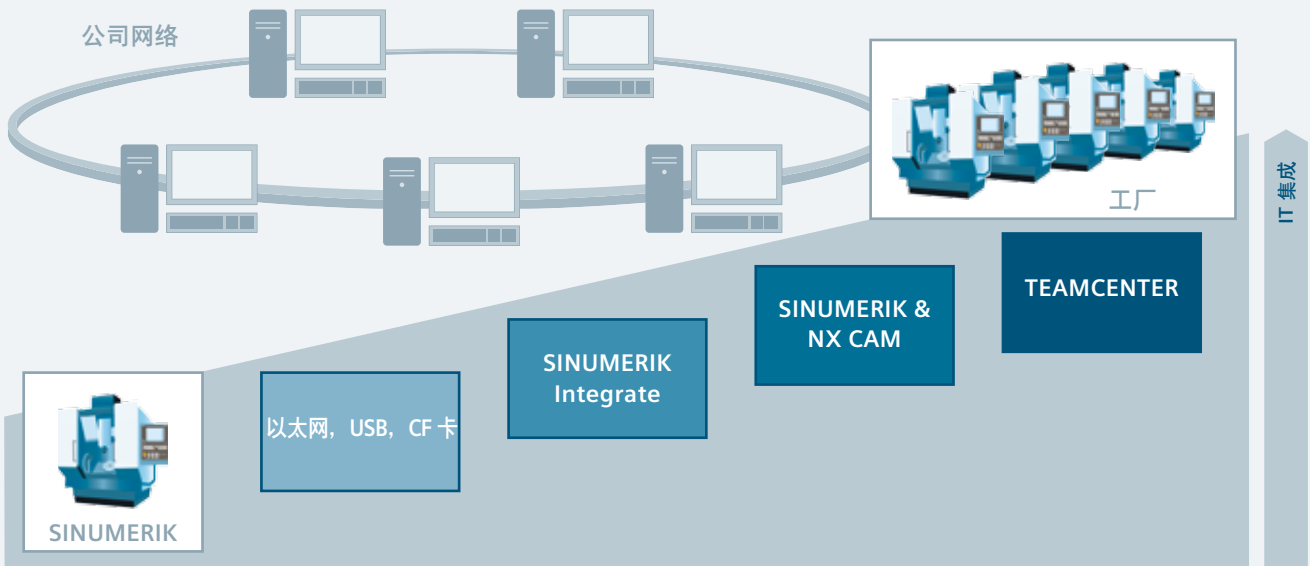 公司网络
工厂
IT 集成
TEAMCENTER
SINUMERIK &
NX CAM
SINUMERIK
Integrate
以太网，USB，CF 卡
SINUMERIK